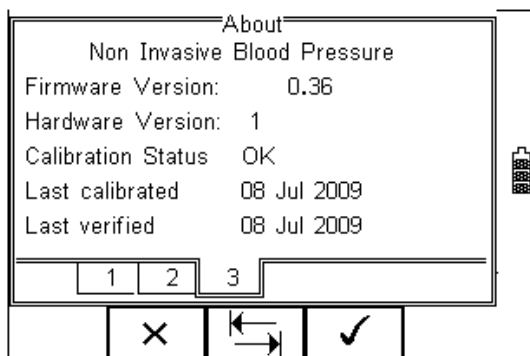 About
Non Invasive Blood Pressure
Firmware Version: 0.36
Hardware Version: 1
Calibration Status OK
Last calibrated 08 Jul 2009
Last verified 08 Jul 2009
1 2 3